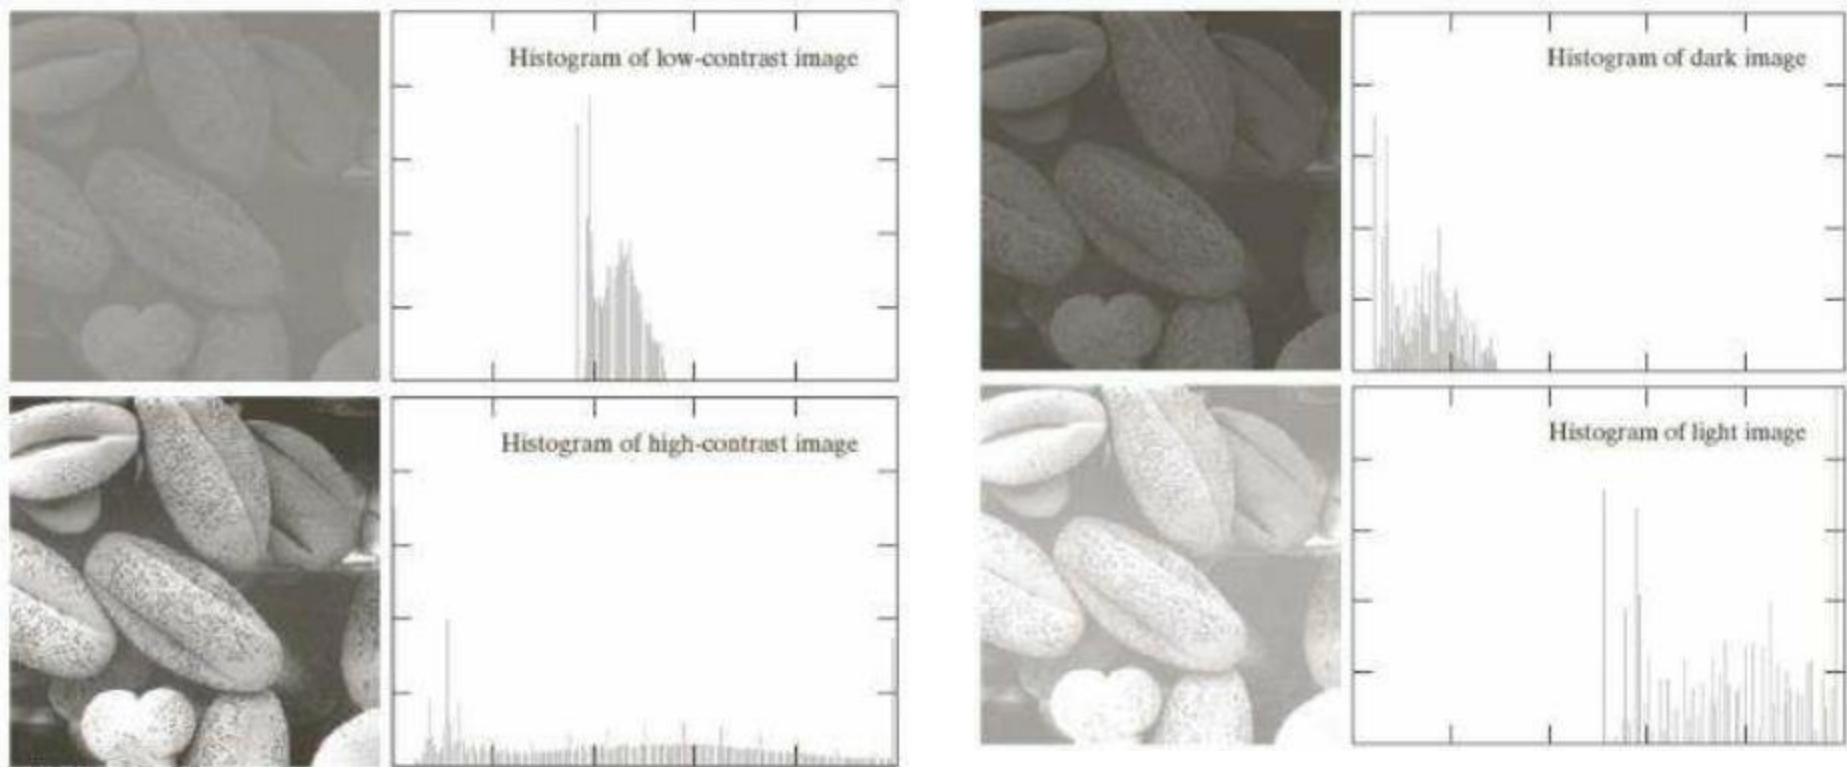 Histogram of low-contrast image
Histogram of dark image
Histogram of high-contrast image
Histogram of light image